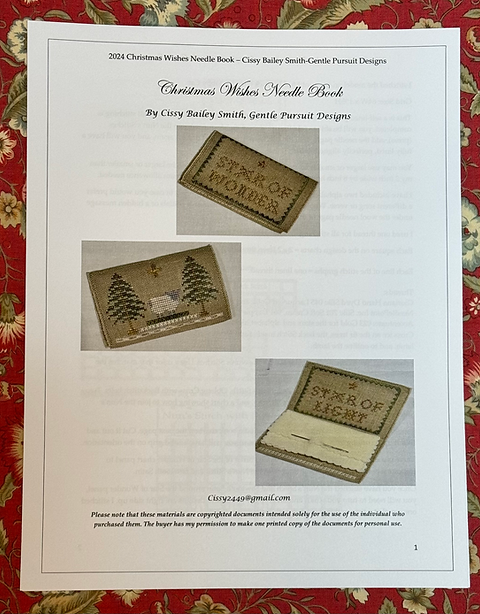 2024 Christmas Wishes Needle Book – Cissy Bailey Smith-Gentle Pursuit Designs
Christmas Wishes Needle Book
By Cissy Bailey Smith, Gentle Pursuit Designs
STAR OF
WONDER
STAR OF
LIGHT
Cissy2449@gmail.com
Please note that these materials are copyrighted documents intended solely for the use of the individual who
purchased them. The buyer has my permission to make one printed copy of the documents for personal use.
1